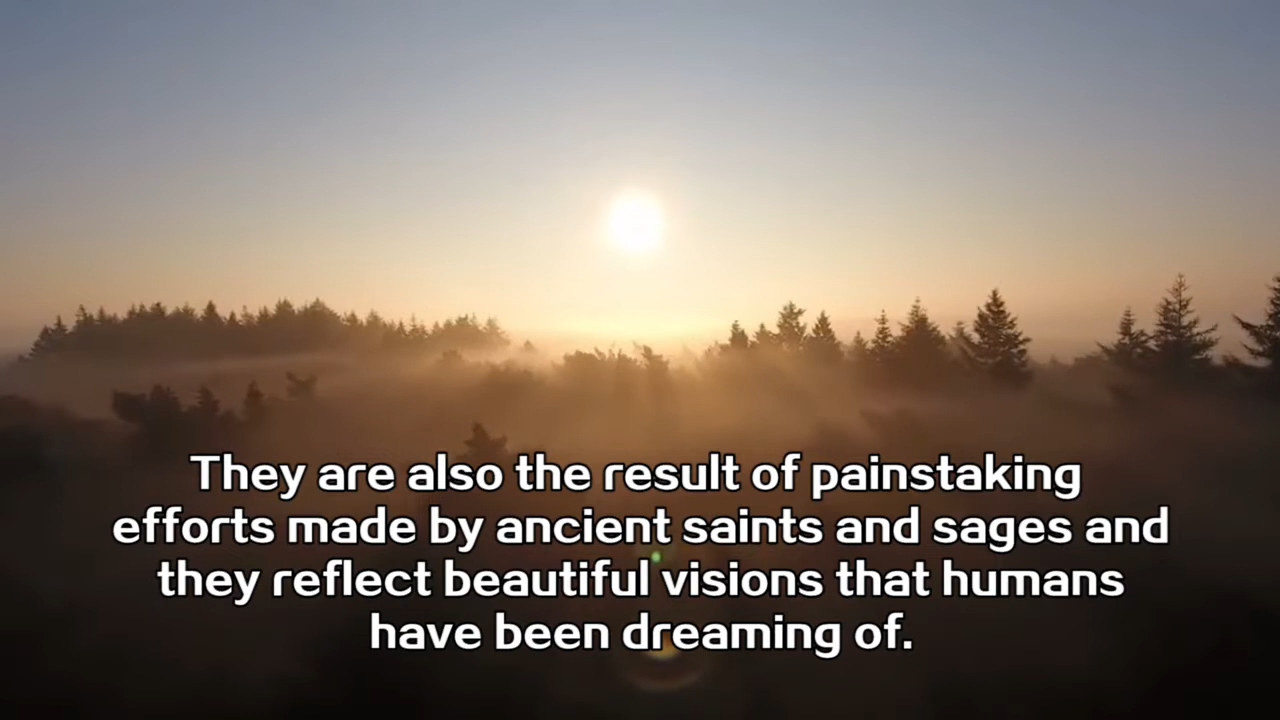 They are also the result of painstaking
efforts made by ancient saints and sages and
they reflect beautiful visions that humans
have been dreaming of.